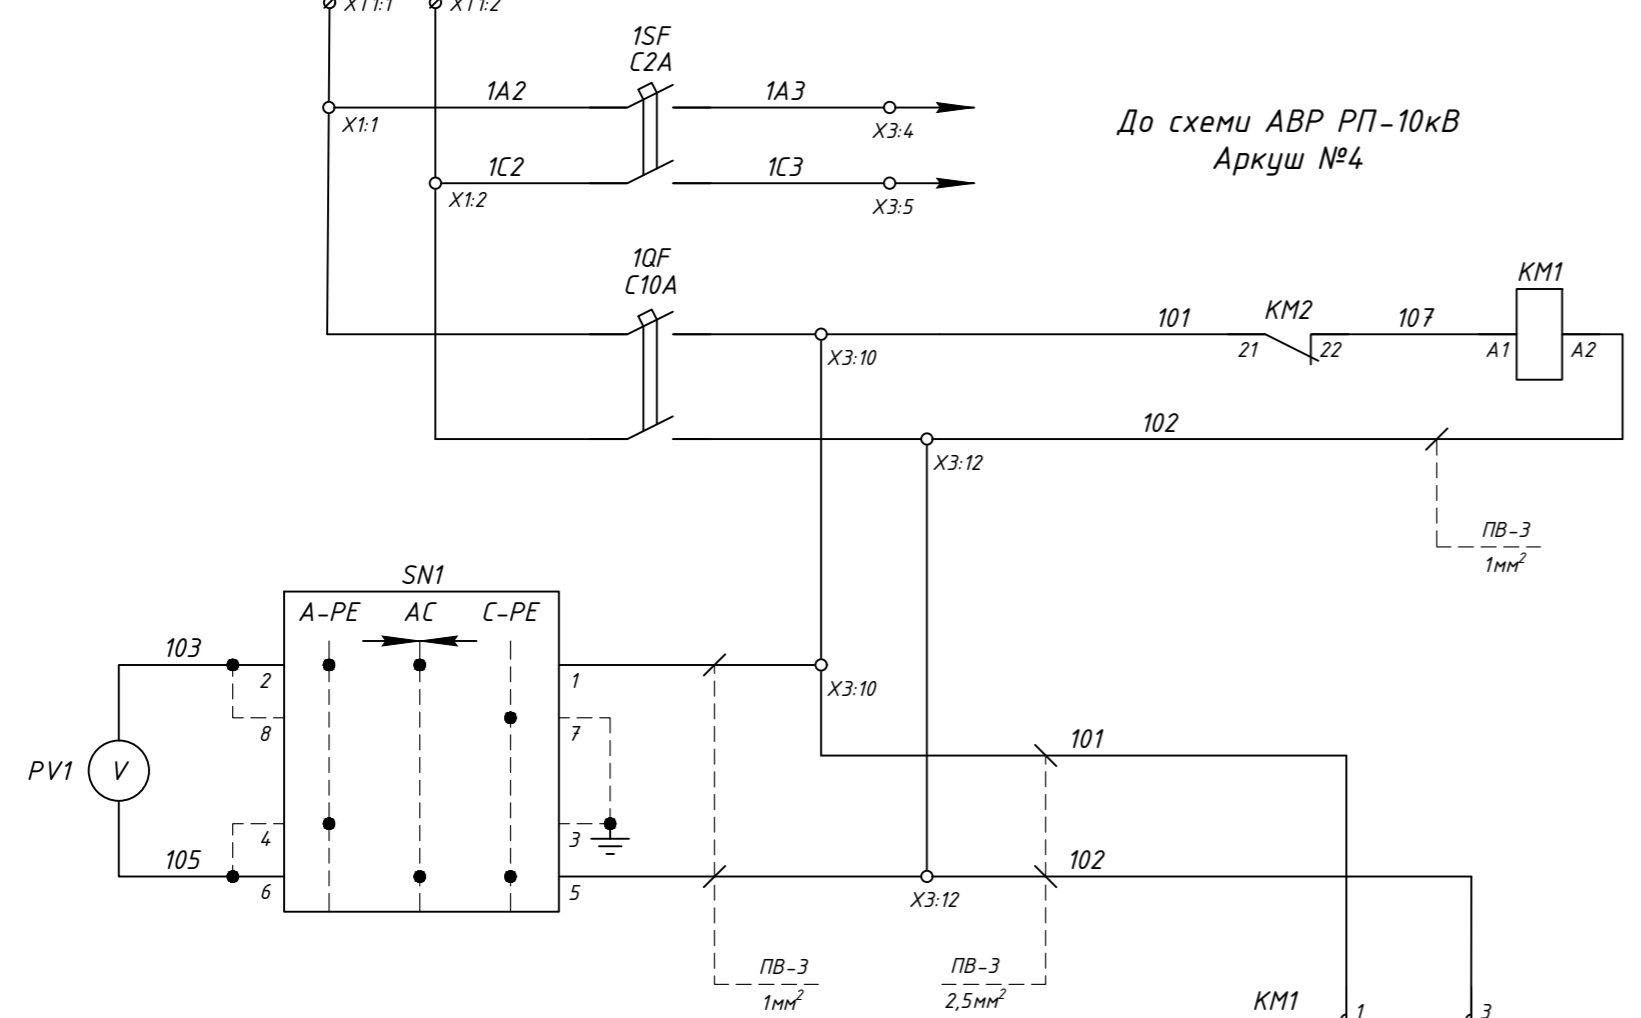 ХТ1:1
ХТ1:2
1SF
C2A
1A2
1A3
X1:1
X3:4
До схеми АВР РП-10кВ
Аркуш №4
1C2
1C3
X1:2
X3:5
1QF
C10A
KM1
101
KM2
107
X3:10
21
22
A1
A2
102
X3:12
ПВ-3
1мм²
SN1
A-PE
AC
C-PE
103
2
1
X3:10
8
7
101
PV1
V
4
3
105
102
6
5
X3:12
ПВ-3
1мм²
ПВ-3
2,5мм²
KM1
1
3